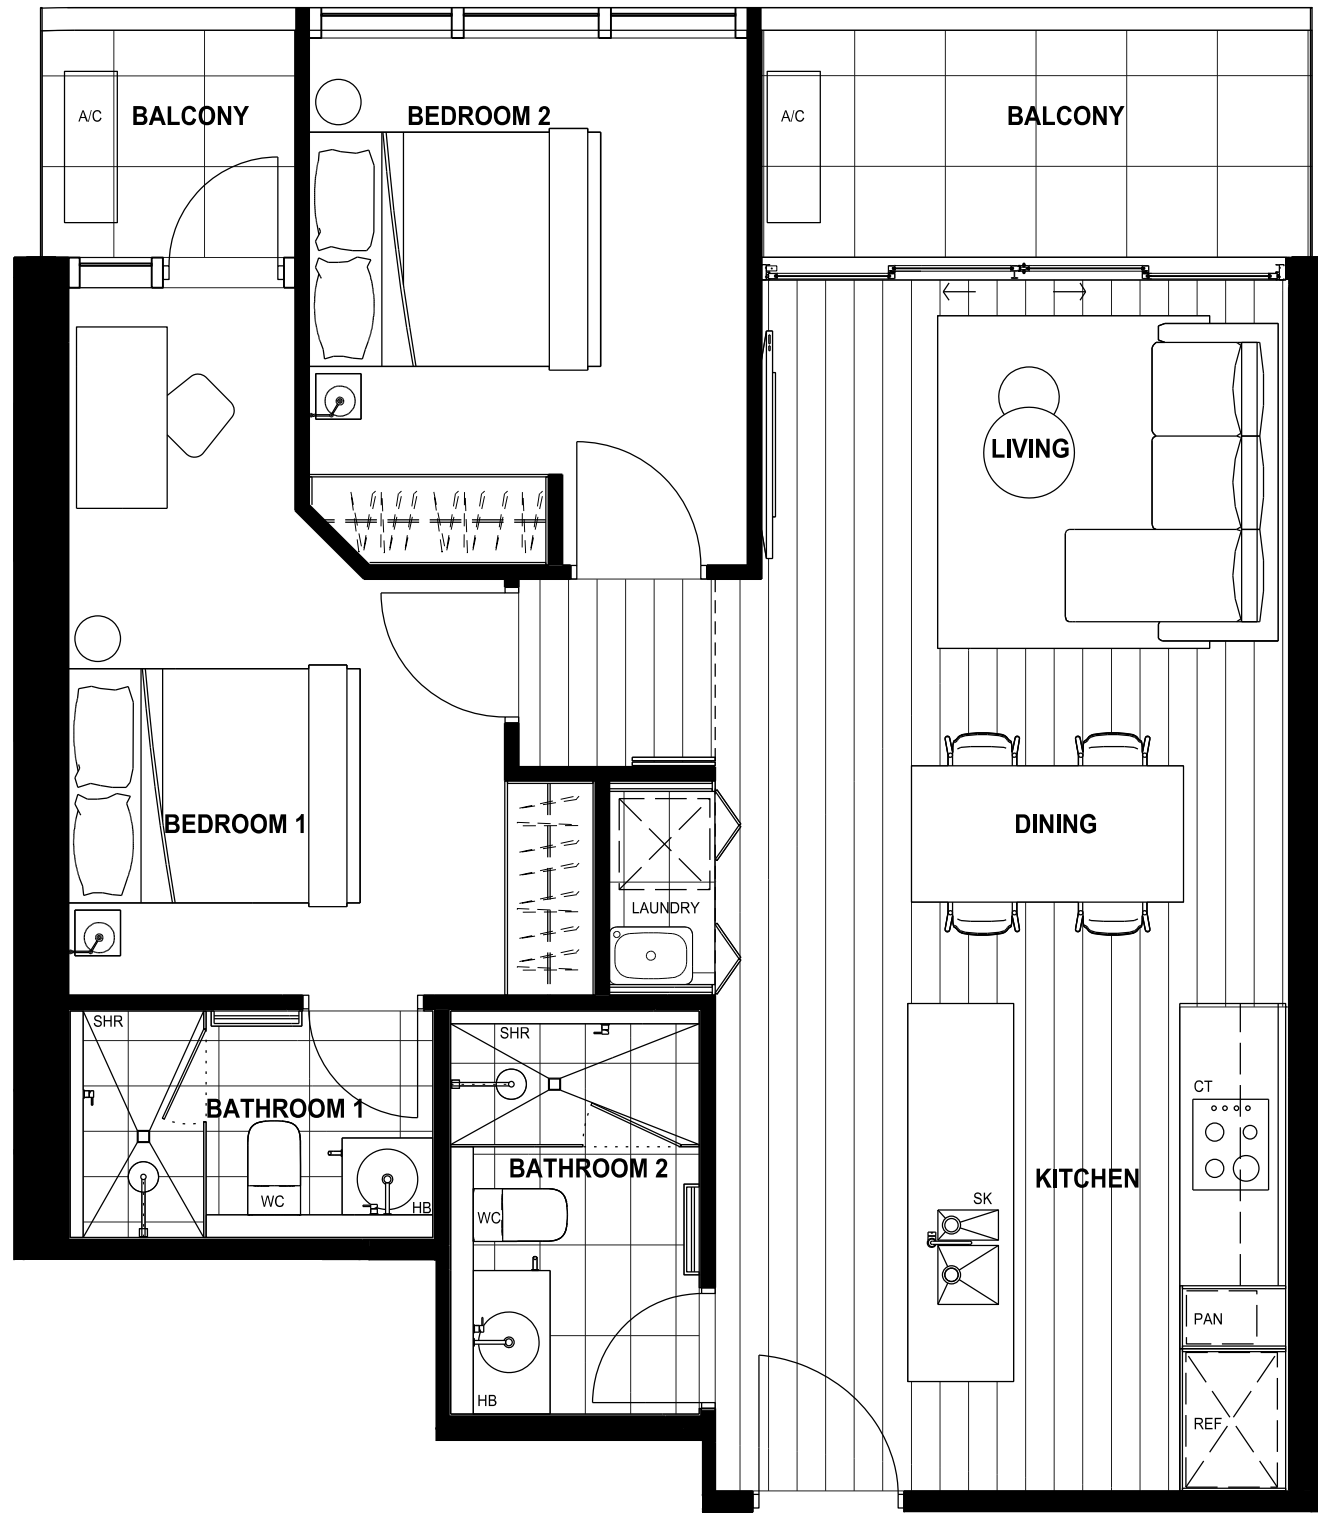 A/C
BALCONY
BEDROOM 2
A/C
BALCONY
LIVING
BEDROOM 1
DINING
LAUNDRY
SHR
SHR
CT
BATHROOM 1
BATHROOM 2
KITCHEN
WC
HB
WC
SK
PAN
HB
REF